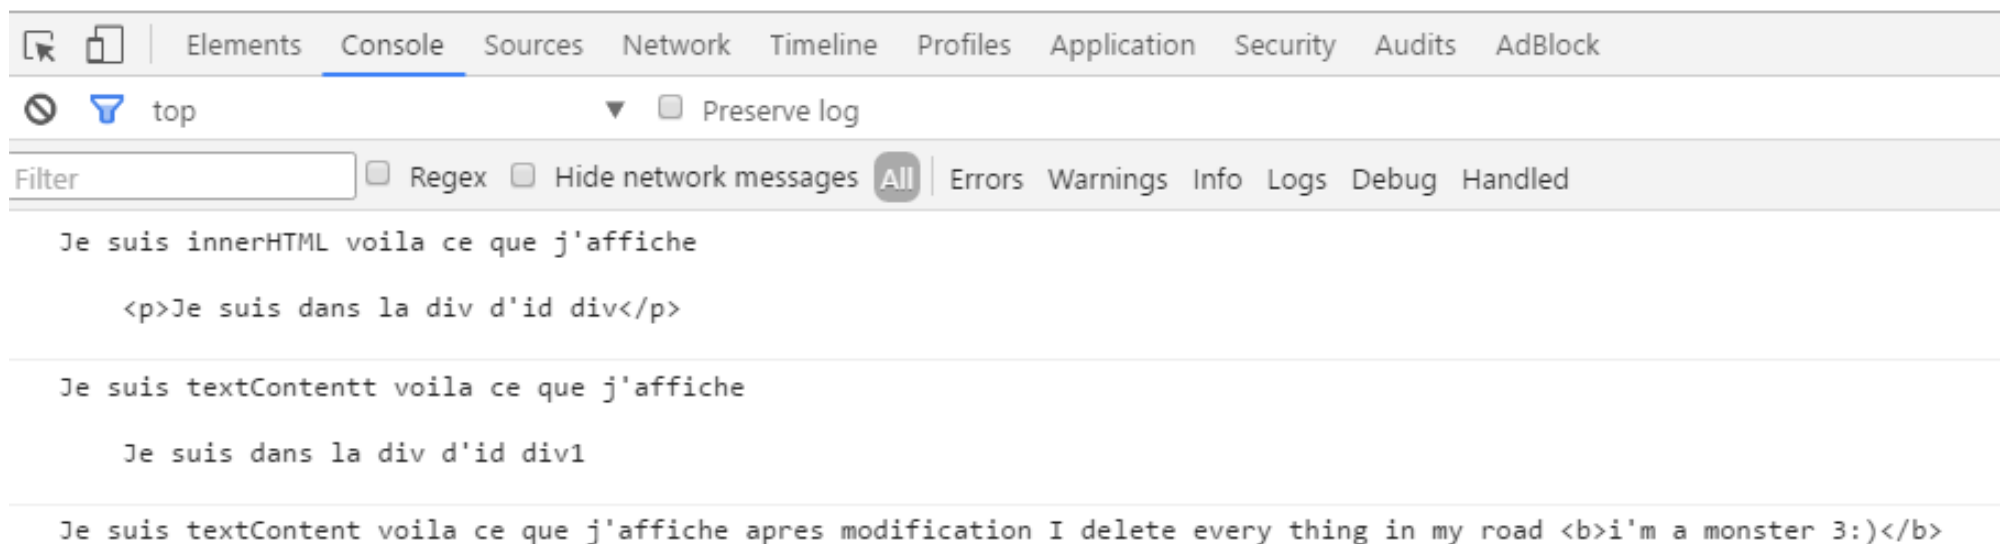 Elements Console Sources Network Timeline Profiles Application Security Audits AdBlock
top ▼ Preserve log
Filter Regex Hide network messages All Errors Warnings Info Logs Debug Handled
Je suis innerHTML voila ce que j'affiche
<p>Je suis dans la div d'id div</p>
Je suis textContentt voila ce que j'affiche
Je suis dans la div d'id div1
Je suis textContent voila ce que j'affiche apres modification I delete every thing in my road <b>i'm a monster 3:)</b>